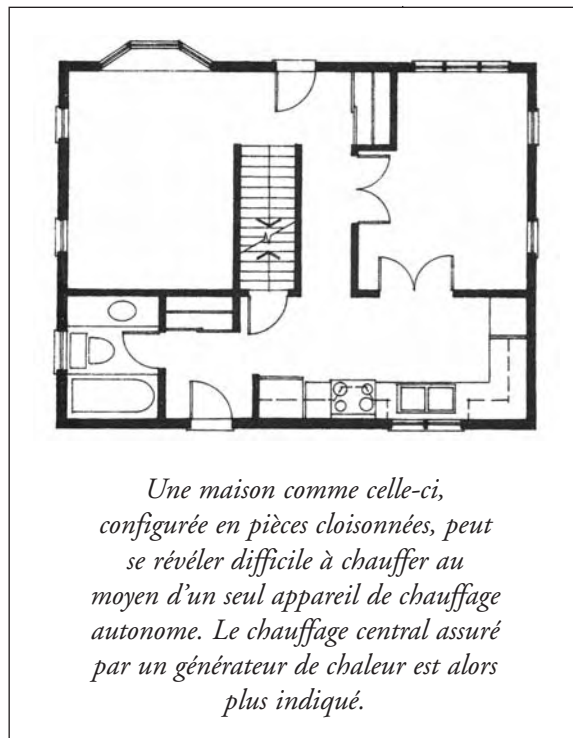 Une maison comme celle-ci,
configurée en pièces cloisonnées, peut
se révéler difficile à chauffer au
moyen d'un seul appareil de chauffage
autonome. Le chauffage central assuré
par un générateur de chaleur est alors
plus indiqué.